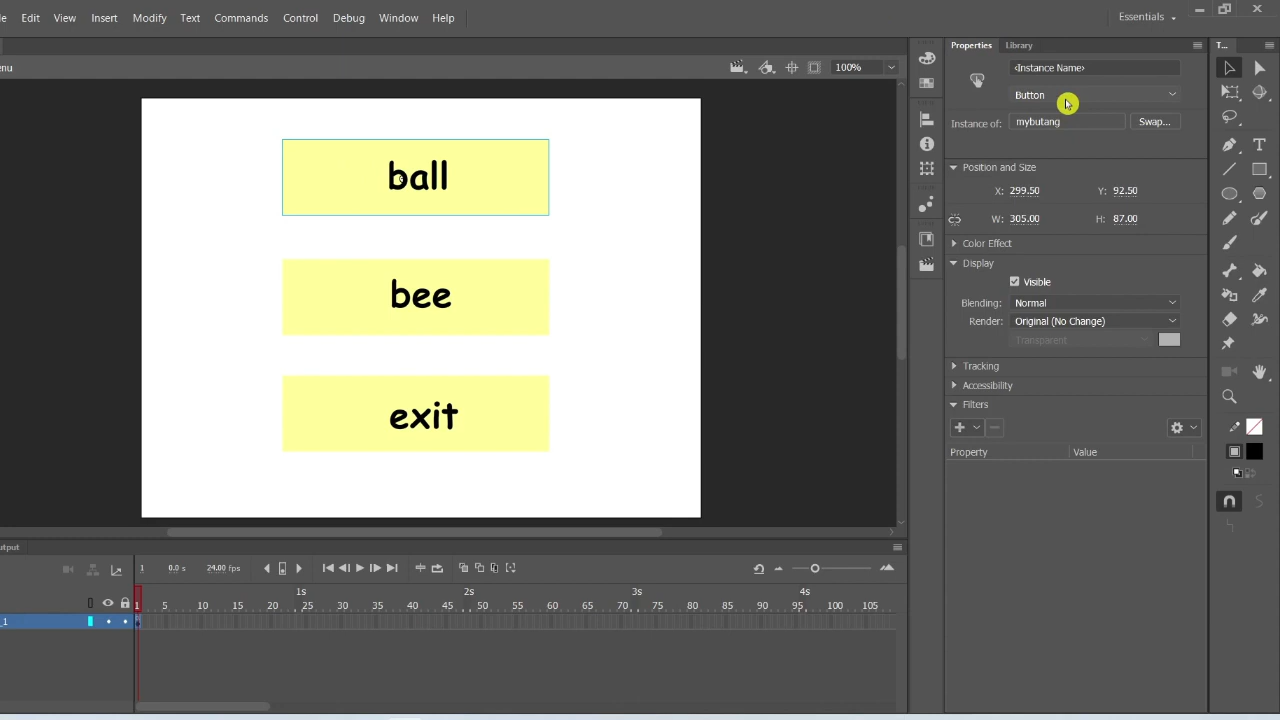 Edit View Insert Modify Text Commands Control Debug Window Help
Essentials
enu
100%
Properties Library
T...
<Instance Name>
Button
Instance of: mybutang Swap...
Position and Size
X: 299.50 Y: 92.50
W: 305.00 H: 87.00
Color Effect
Display
Visible
Blending: Normal
Render: Original (No Change)
Transparent
Tracking
Accessibility
Filters
Property Value
ball
bee
exit
utput
1 0.0 s 24.00 fps
1s 2s 3s 4s
1 5 10 15 20 25 30 35 40 45 50 55 60 65 70 75 80 85 90 95 100 105
_1